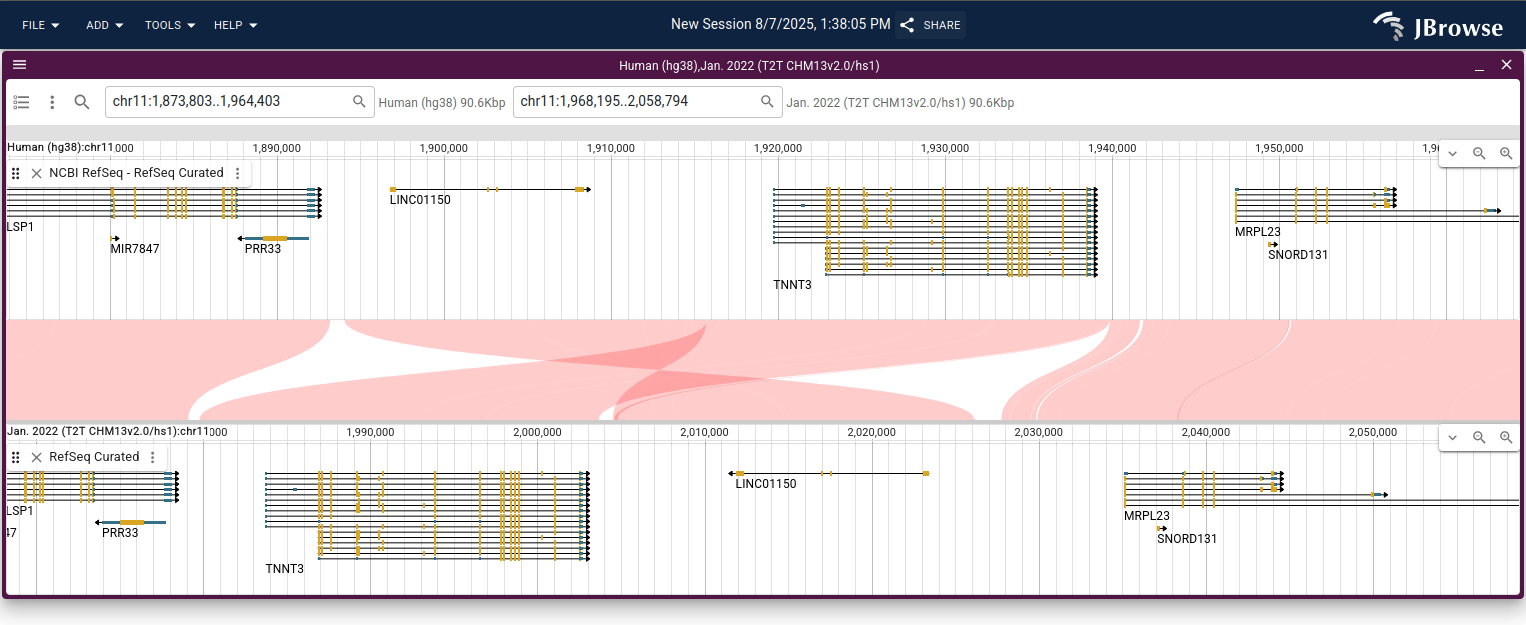 FILE ADD TOOLS HELP New Session 8/7/2025, 1:38:05 PM SHARE JBrowse
Human (hg38),Jan. 2022 (T2T CHM13v2.0/hs1)
chr11:1,873,803..1,964,403 Human (hg38) 90.6Kbp chr11:1,968,195..2,058,794 Jan. 2022 (T2T CHM13v2.0/hs1) 90.6Kbp
Human (hg38):chr11 000 1,890,000 1,900,000 1,910,000 1,920,000 1,930,000 1,940,000 1,950,000 1,9
NCBI RefSeq - RefSeq Curated
LINC01150
LSP1 MRPL23
MIR7847 PRR33 SNORD131
TNNT3
Jan. 2022 (T2T CHM13v2.0/hs1):chr11 000 1,990,000 2,000,000 2,010,000 2,020,000 2,030,000 2,040,000 2,050,000
RefSeq Curated
LINC01150
LSP1 MRPL23
47 PRR33 SNORD131
TNNT3